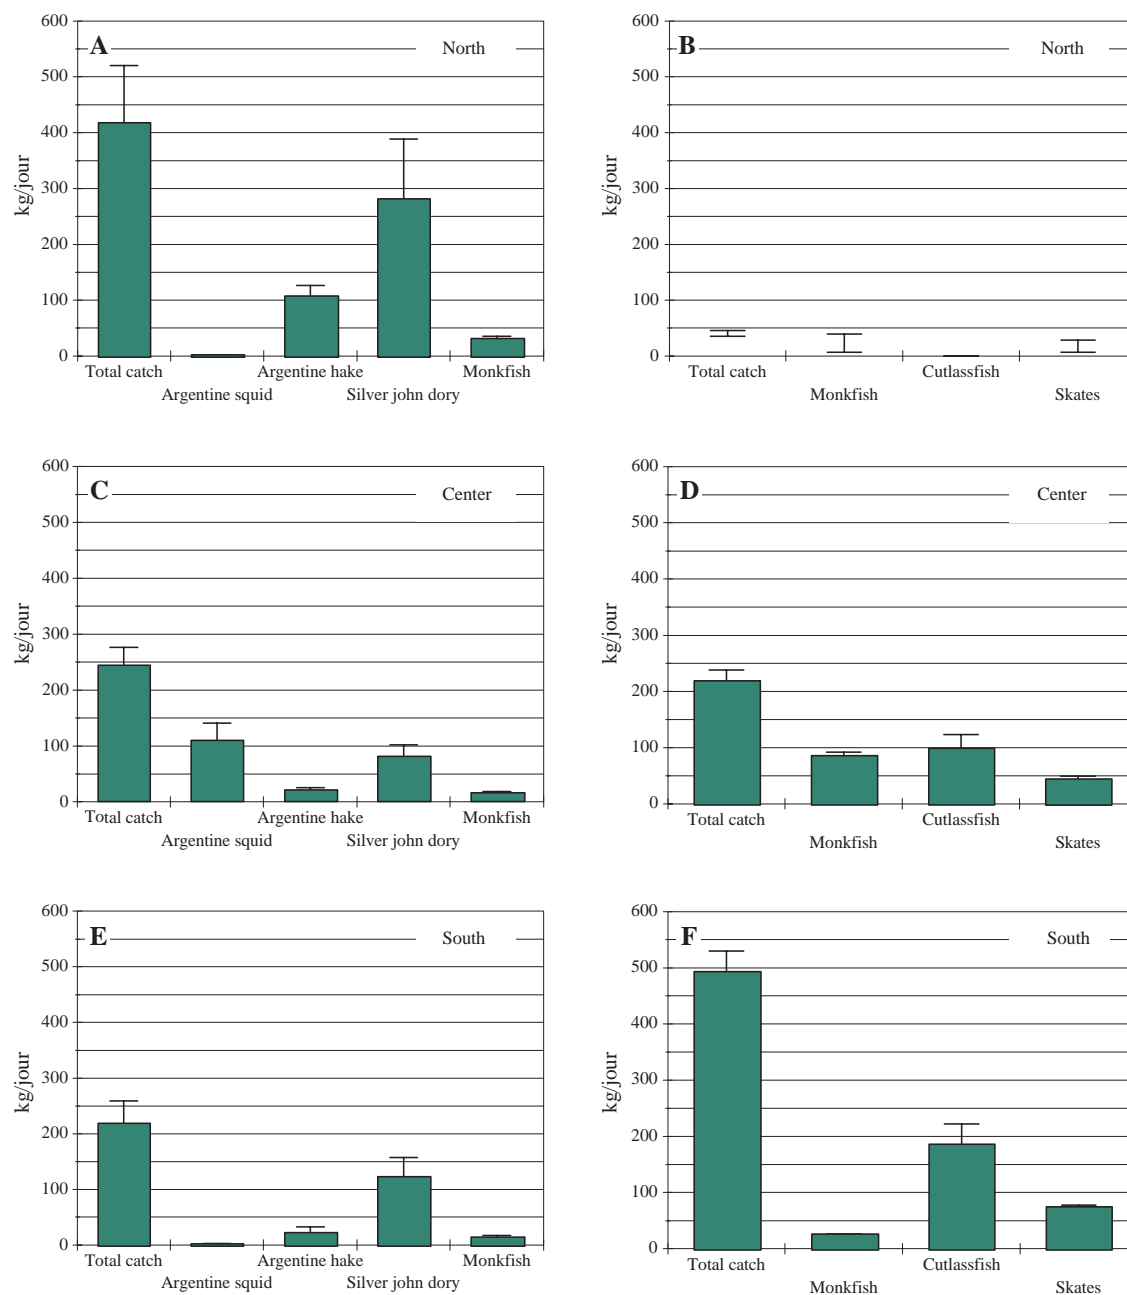 A
North
kg/jour
600
500
400
300
200
100
0
Total catch
Argentine squid
Argentine hake
Silver john dory
Monkfish
B
North
kg/jour
600
500
400
300
200
100
0
Total catch
Monkfish
Cutlassfish
Skates
C
Center
kg/jour
600
500
400
300
200
100
0
Total catch
Argentine squid
Argentine hake
Silver john dory
Monkfish
D
Center
kg/jour
600
500
400
300
200
100
0
Total catch
Monkfish
Cutlassfish
Skates
E
South
kg/jour
600
500
400
300
200
100
0
Total catch
Argentine squid
Argentine hake
Silver john dory
Monkfish
F
South
kg/jour
600
500
400
300
200
100
0
Total catch
Monkfish
Cutlassfish
Skates